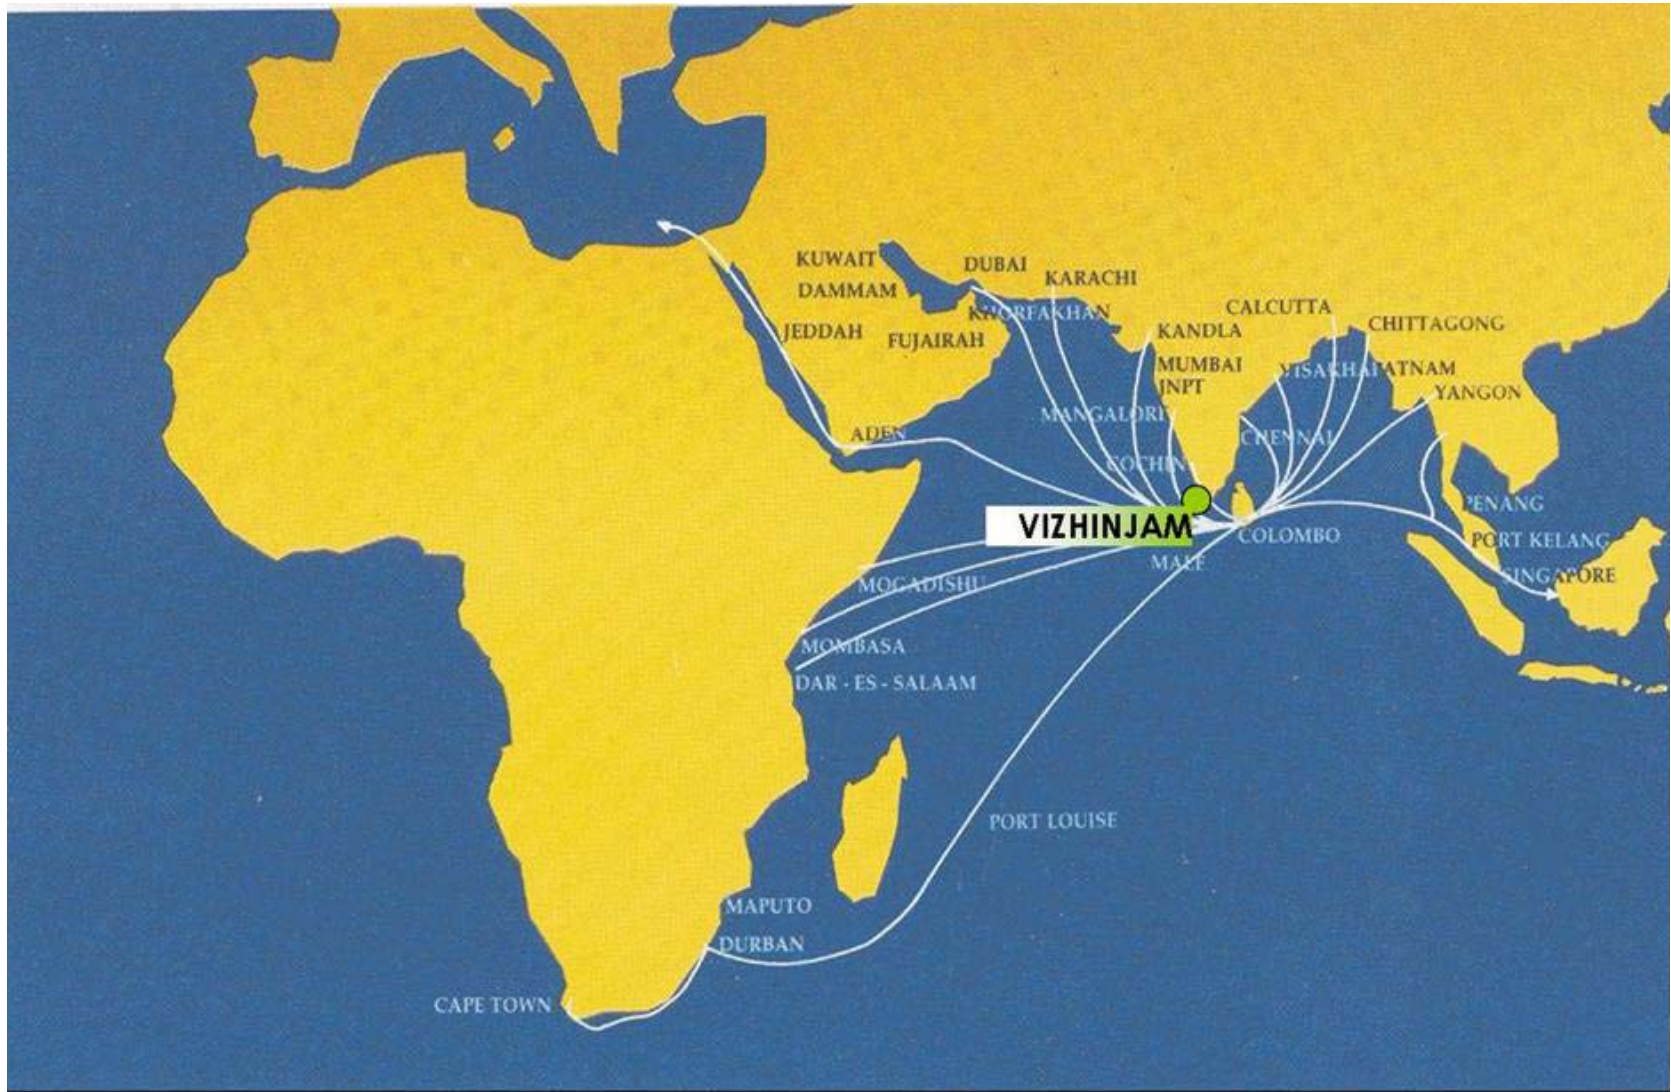 KUWAIT
DUBAI
KARACHI
DAMMAM
KHORFAKHAN
CALCUTTA
CHITTAGONG
JEDDAH
FUJAIRAH
KANDLA
MUMBAI
JNPT
VISAKHAPATNAM
YANGON
MANGALORE
ADEN
CHENNAI
COCHIN
PENANG
VIZHINJAM
COLOMBO
PORT KELANG
MALE
SINGAPORE
MOGADISHU
MOMBASA
DAR - ES - SALAAM
PORT LOUISE
MAPUTO
DURBAN
CAPE TOWN